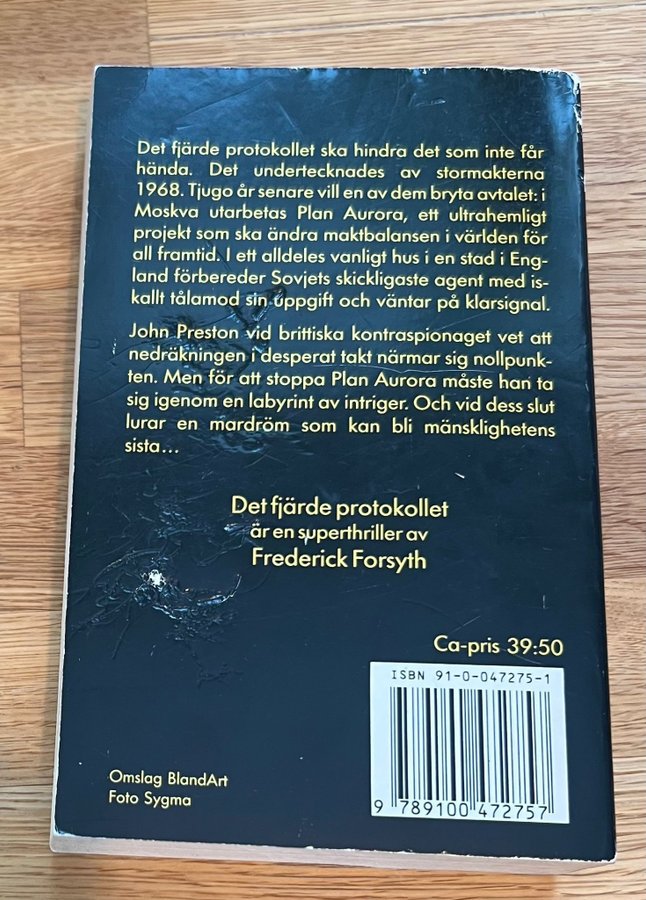 Det fjärde protokollet ska hindra det som inte får
hända. Det undertecknades av stormakterna
1968. Tjugo år senare vill en av dem bryta avtalet: i
Moskva utarbetas Plan Aurora, ett ultrahemligt
projekt som ska ändra maktbalansen i världen för
all framtid. I ett alldeles vanligt hus i en stad i Eng-
land förbereder Sovjets skickligaste agent med is-
kallt tålamod sin uppgift och väntar på klarsignal.
John Preston vid brittiska kontraspionaget vet att
nedräkningen i desperat takt närmar sig nollpunk-
ten. Men för att stoppa Plan Aurora måste han ta
sig igenom en labyrint av intriger. Och vid dess slut
lurar en mardröm som kan bli mänsklighetens
sista...
Det fjärde protokollet
är en superthriller av
Frederick Forsyth
Ca-pris 39:50
ISBN 91-0-047275-1
9 789100 472757
Omslag BlandArt
Foto Sygma